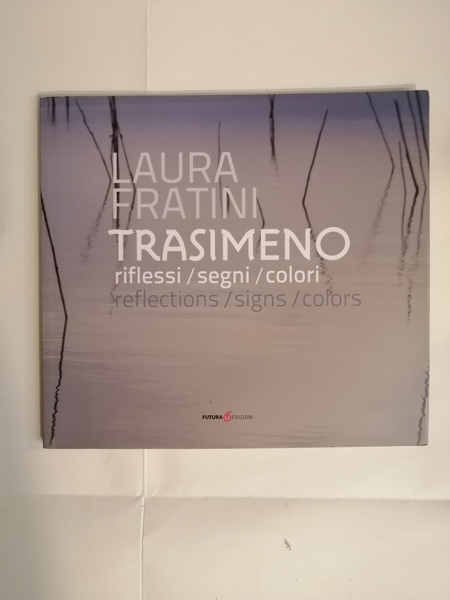 LAURA
FRATINI
TRASIMENO
riflessi / segni / colori
reflections / signs / colors
FUTURA EDIZIONI